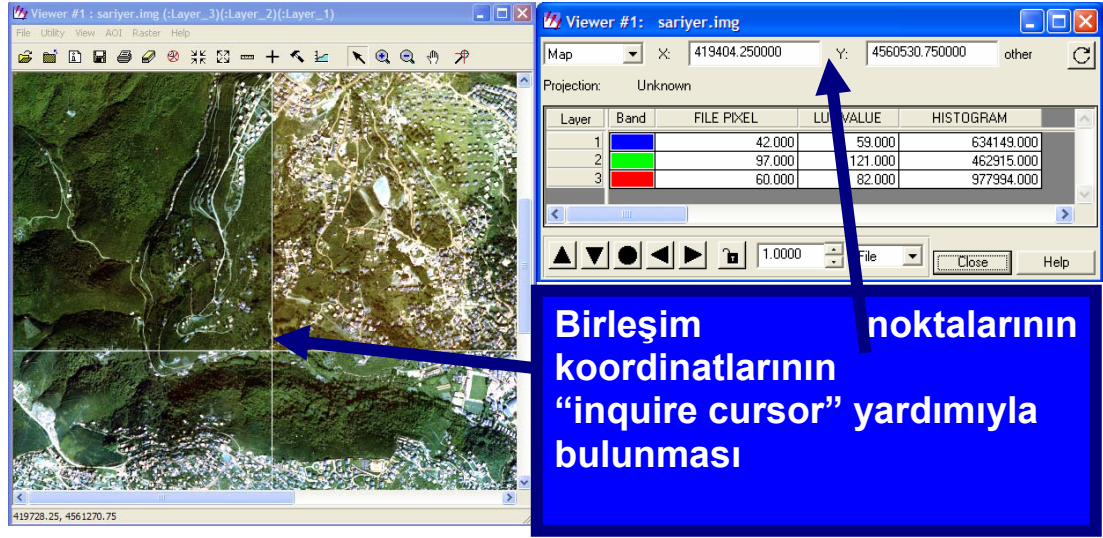 Viewer #1 : sariyer.img (:Layer_3)(:Layer_2)(:Layer_1)
File Utility View AOI Raster Help
419728.25, 4561270.75
Viewer #1: sariyer.img
Map X: 419404.250000 Y: 4560530.750000 other
Projection: Unknown
Layer Band FILE PIXEL VALUE HISTOGRAM
1 42.000 59.000 634149.000
2 97.000 121.000 462915.000
3 60.000 82.000 977994.000
1.0000 File Close Help
Birleşim noktalarının
koordinatlarının
“inquire cursor” yardımıyla
bulunması